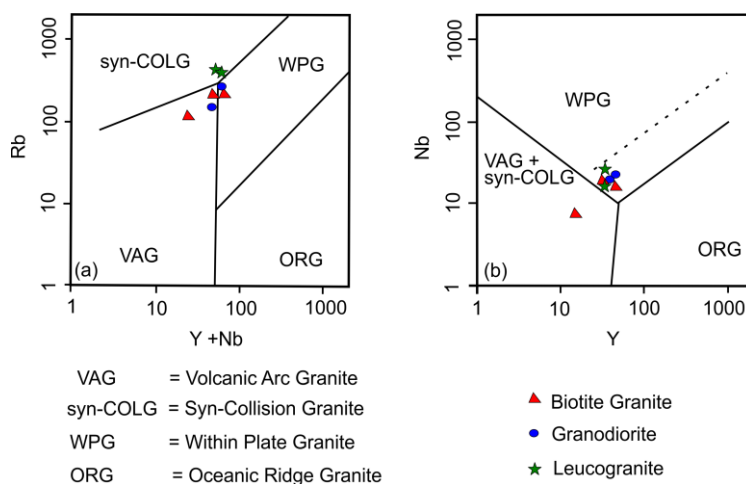 1000
100
10
1
Rb
syn-COLG
WPG
VAG
ORG
(a)
1
10
100
1000
Y +Nb
1000
100
10
1
Nb
WPG
VAG +
syn-COLG
ORG
(b)
1
10
100
1000
Y
VAG = Volcanic Arc Granite
syn-COLG = Syn-Collision Granite
WPG = Within Plate Granite
ORG = Oceanic Ridge Granite
Biotite Granite
Granodiorite
Leucogranite